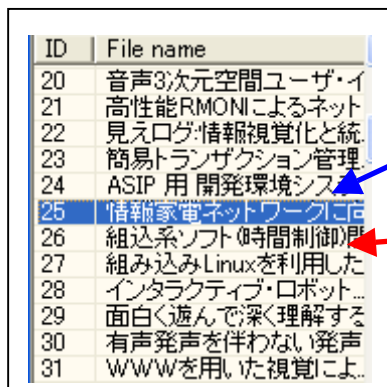 ID File name
20 音声3次元空間ユーザ・イ
21 高性能RMONによるネット
22 見えログ:情報視覚化と統.
23 簡易トランザクション管理.
24 ASIP 用 開発環境シス
25 情報家電ネットワークに向
26 組込系ソフト(時間制御)開
27 組み込みLinuxを利用した
28 インタラクティブ・ロボット...
29 面白く遊んで深く理解する
30 有声発声を伴わない発声
31 WWWを用いた視覚によ..